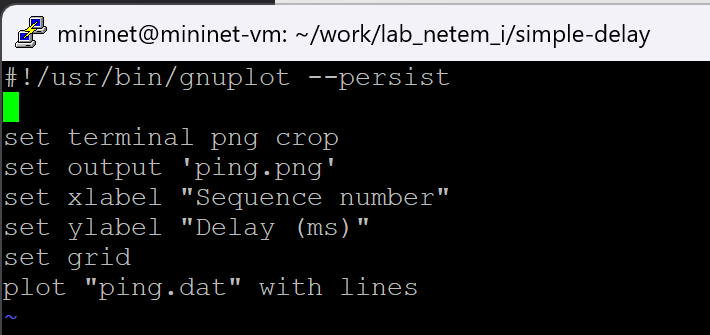 mininet@mininet-vm: ~/work/lab_netem_i/simple-delay
#!/usr/bin/gnuplot --persist
set terminal png crop
set output 'ping.png'
set xlabel "Sequence number"
set ylabel "Delay (ms)"
set grid
plot "ping.dat" with lines
~